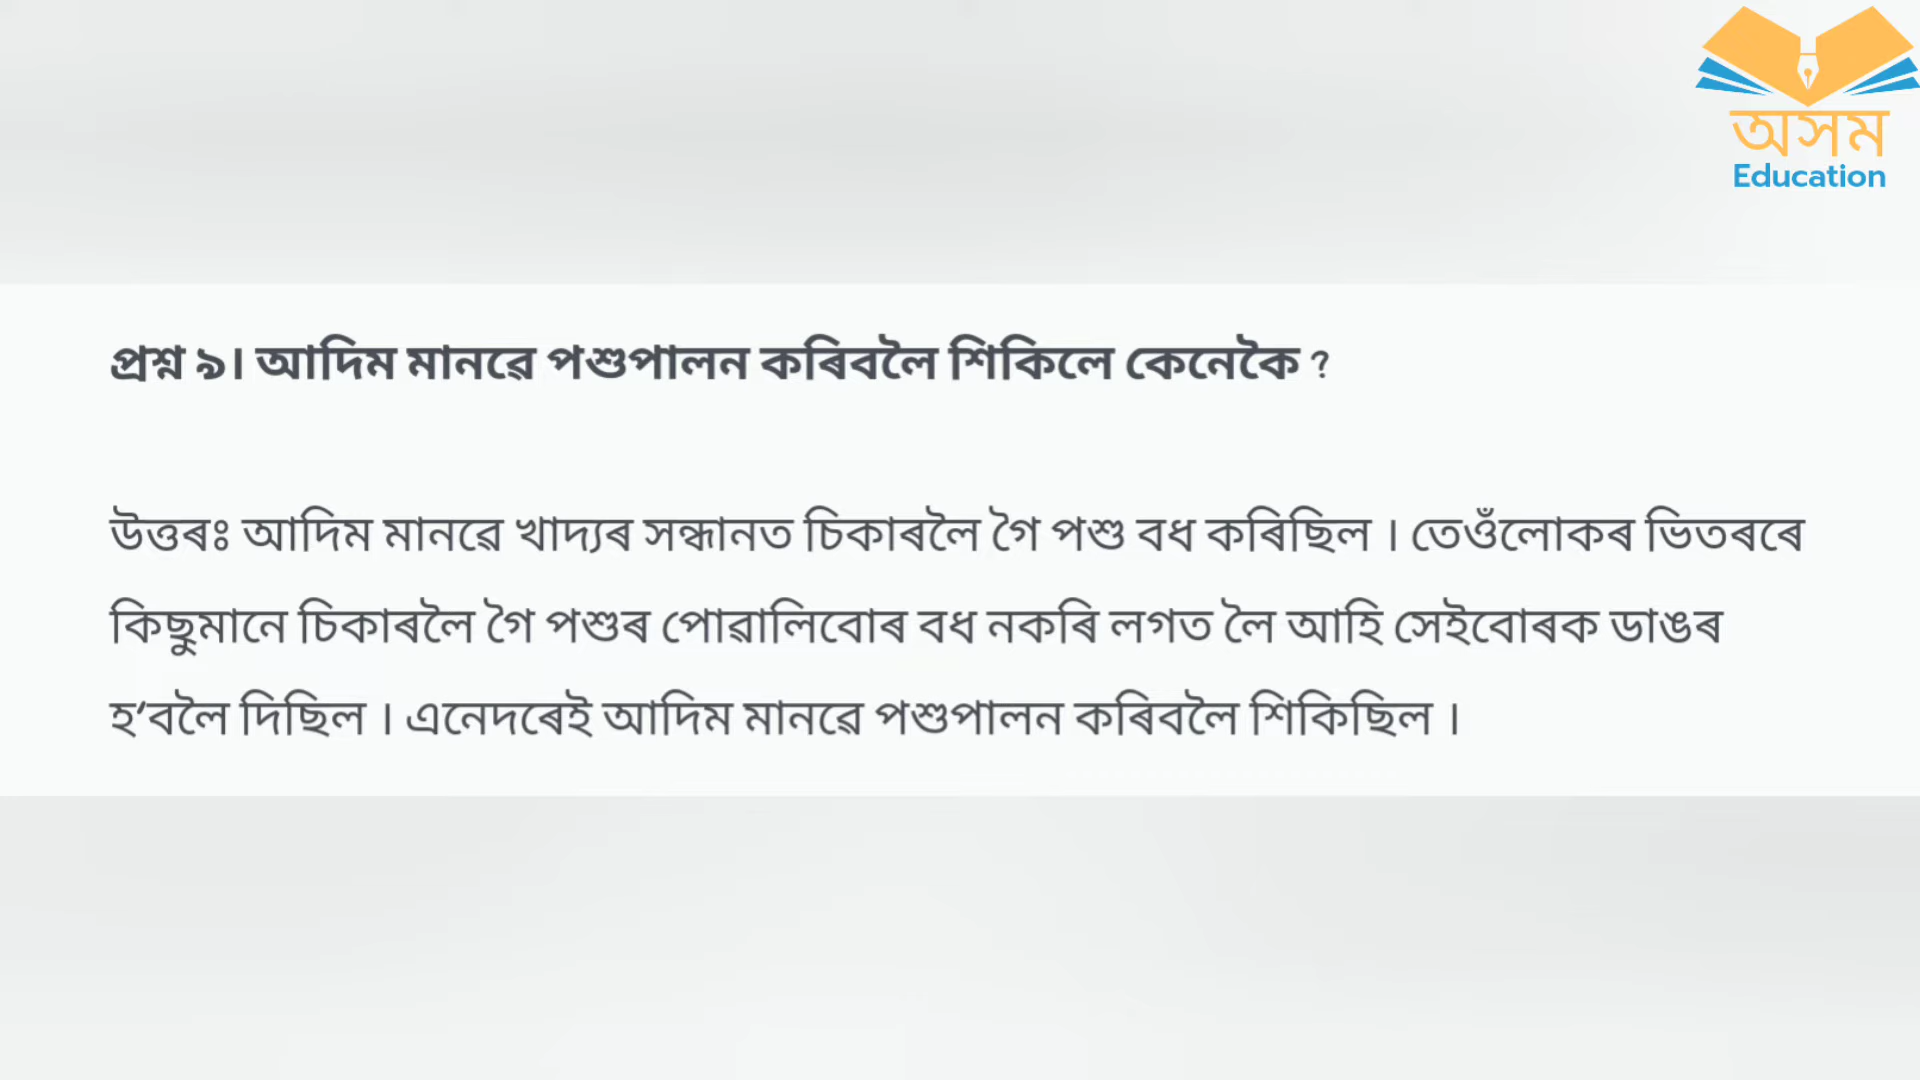 অসম
Education
প্ৰশ্ন ৯। আদিম মানৱে পশুপালন কৰিবলৈ শিকিলে কেনেকৈ ?
উত্তৰঃ আদিম মানৱে খাদ্যৰ সন্ধানত চিকাৰলৈ গৈ পশু বধ কৰিছিল । তেওঁলোকৰ ভিতৰৰে
কিছুমানে চিকাৰলৈ গৈ পশুৰ পোৱালিবোৰ বধ নকৰি লগত লৈ আহি সেইবোৰক ডাঙৰ
হ’বলৈ দিছিল । এনেদৰেই আদিম মানৱে পশুপালন কৰিবলৈ শিকিছিল ।